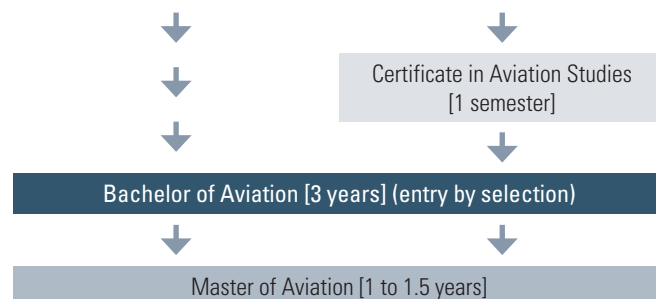 Certificate in Aviation Studies
[1 semester]
Bachelor of Aviation [3 years] (entry by selection)
Master of Aviation [1 to 1.5 years]